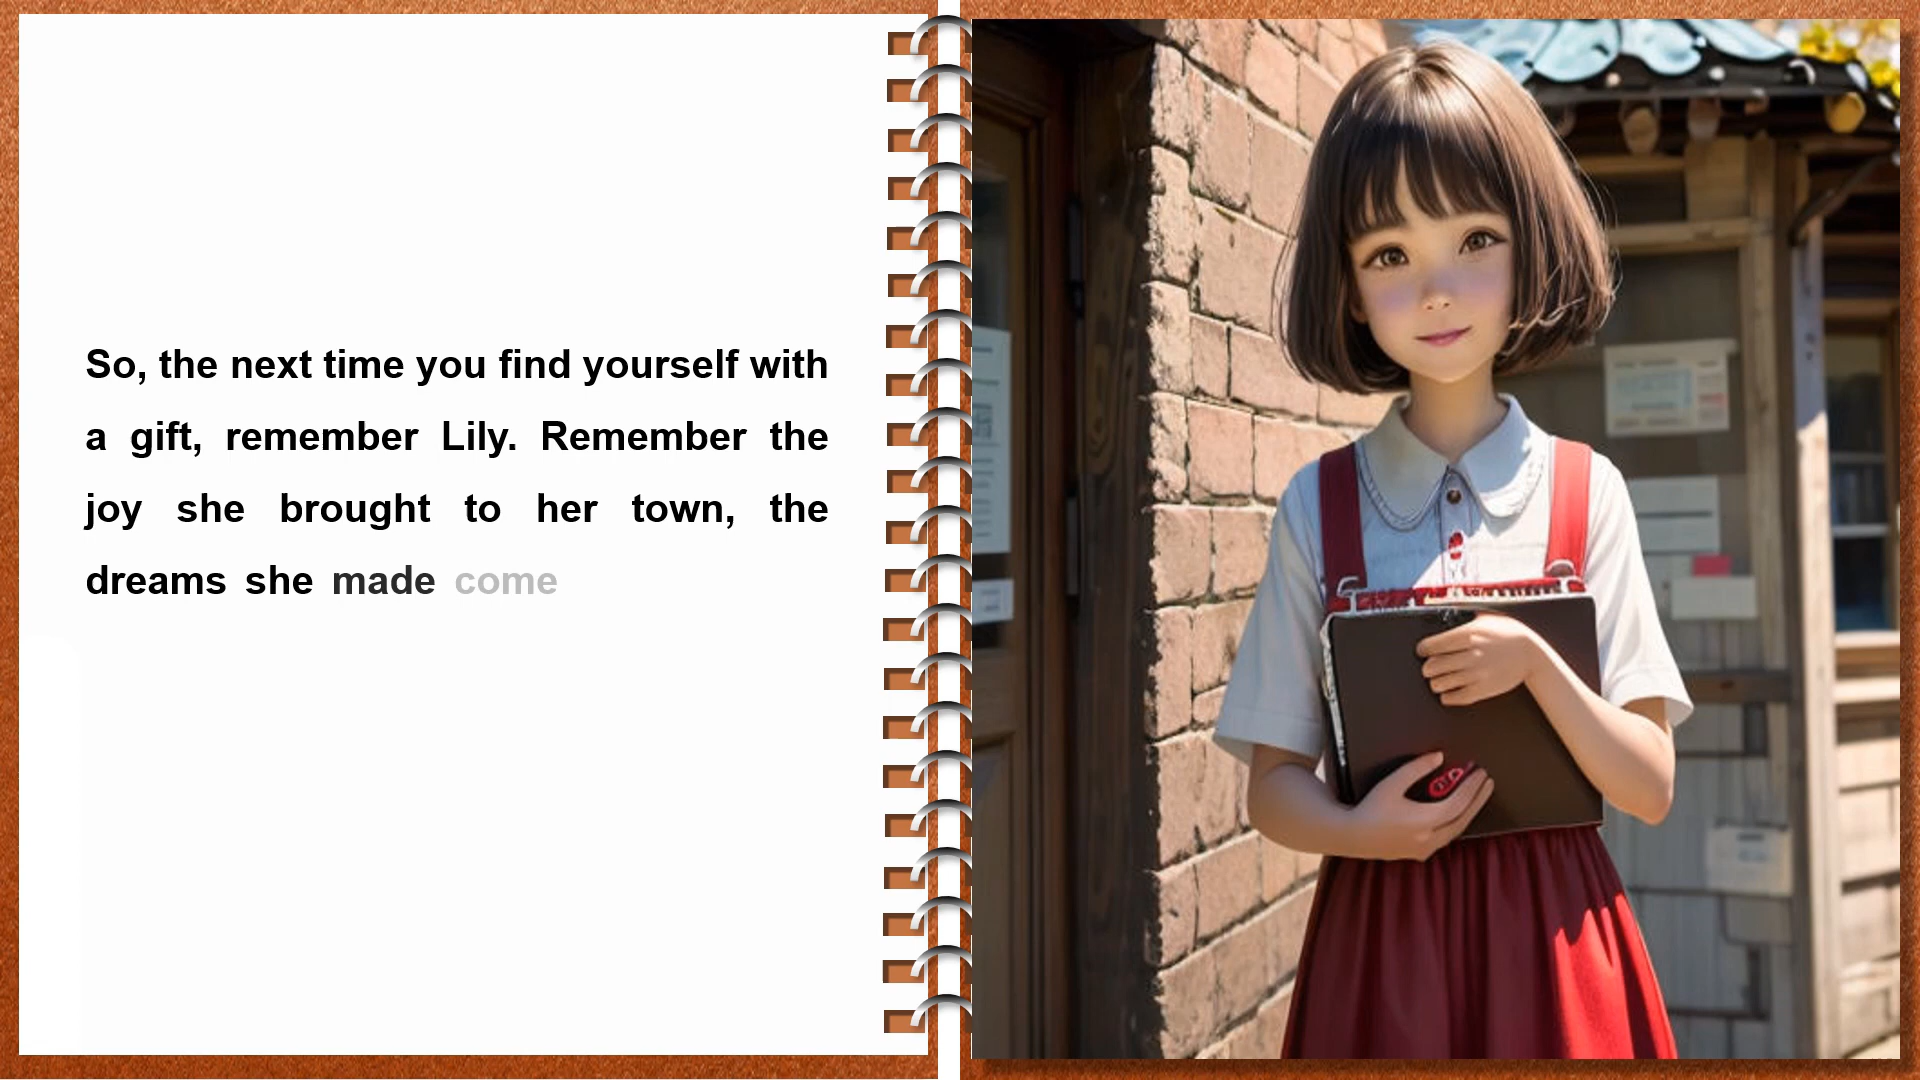 So, the next time you find yourself with
a gift, remember Lily. Remember the
joy she brought to her town, the
dreams she made come